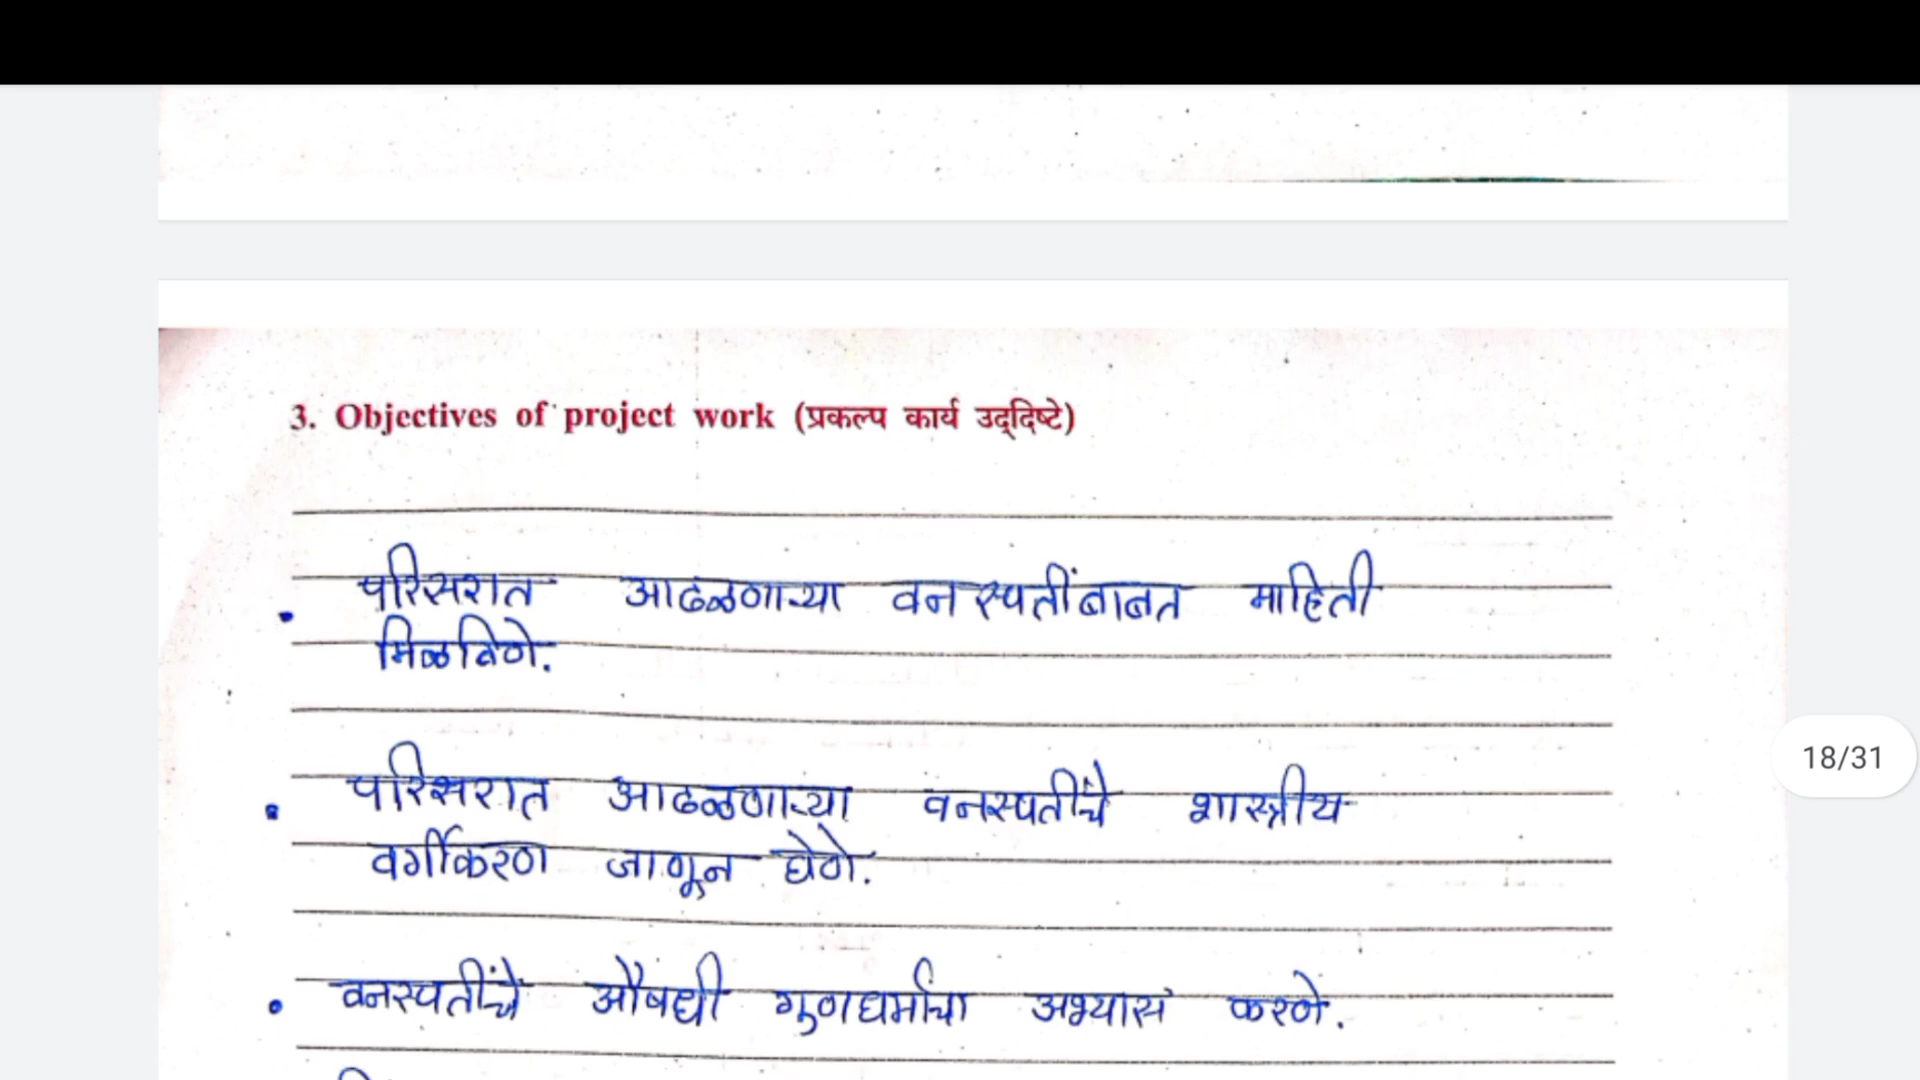 3. Objectives of project work (प्रकल्प कार्य उद्दिष्टे)
• परिसरात आढळणाऱ्या वनस्पतींबाबत माहिती
मिळविणे.
• परिसरात आढळणाऱ्या वनस्पतींचे शास्त्रीय
18/31
वर्गीकरण जाणून घेणे.
• वनस्पतींचे औषधी गुणधर्माचा अभ्यास करणे.